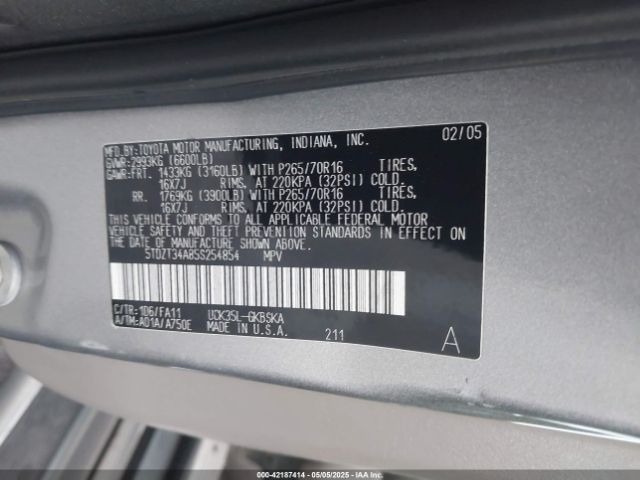 MFD.BY:TOYOTA MOTOR MANUFACTURING, INDIANA, INC. 02/05
GVWR:2993KG (6600LB)
GAWR:FRT. 1433KG (3160LB) WITH P265/70R16 TIRES,
16X7J RIMS, AT 220KPA (32PSI) COLD.
RR. 1769KG (3900LB) WITH P265/70R16 TIRES,
16X7J RIMS, AT 220KPA (32PSI) COLD.
THIS VEHICLE CONFORMS TO ALL APPLICABLE FEDERAL MOTOR
VEHICLE SAFETY AND THEFT PREVENTION STANDARDS IN EFFECT
ON THE DATE OF MANUFACTURE SHOWN ABOVE.
5TDZT34A85S254854 MPV
C/TR:1D6/FA11 UCK35L-GKBSKA
A/TM:A01A/A750E MADE IN U.S.A. 211 A
000-42187414 - 05/05/2025 - IAA Inc.